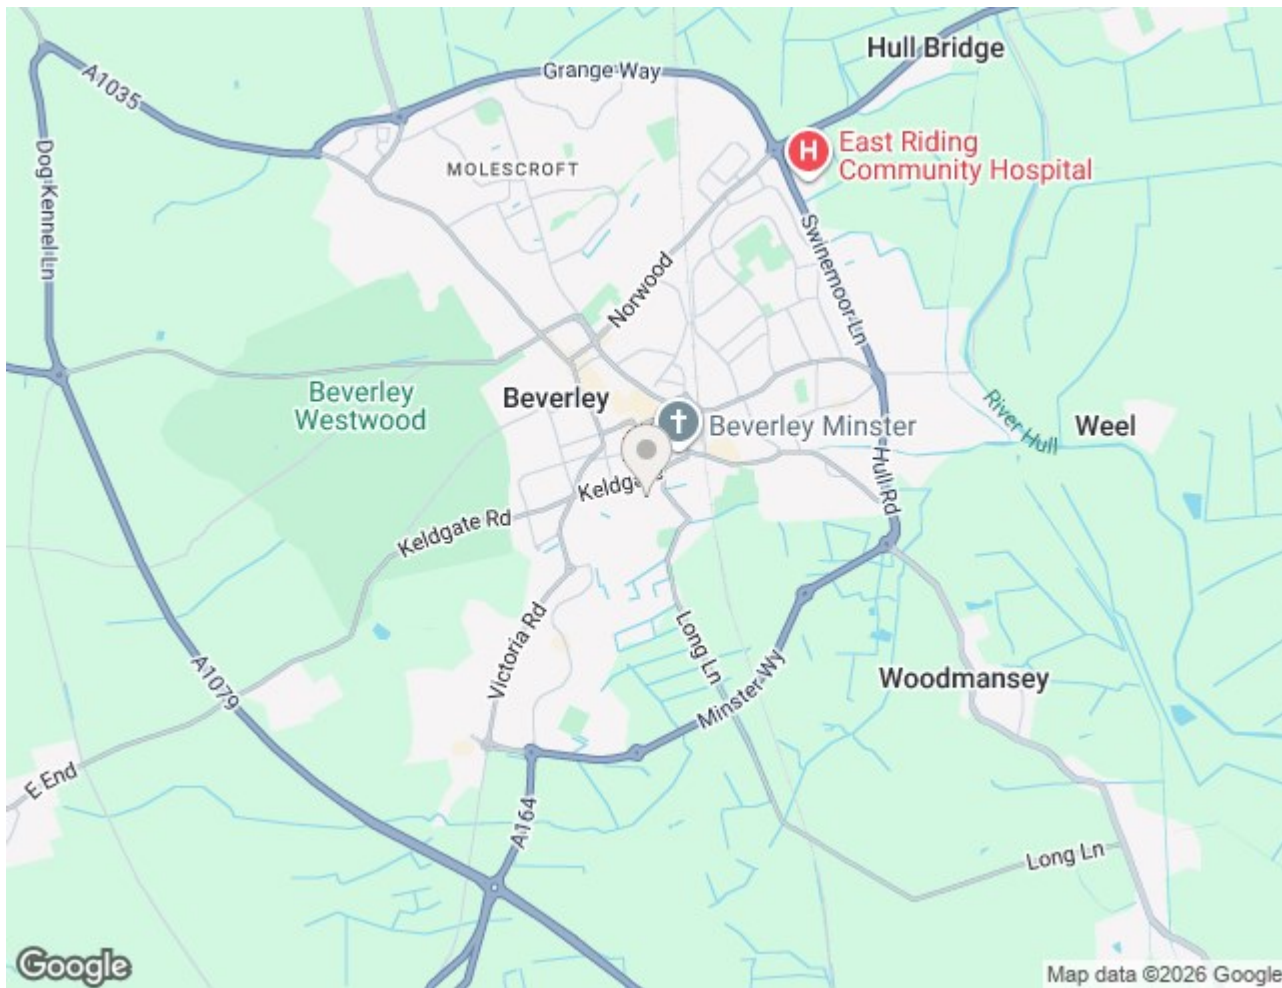 Hull Bridge
Grange Way
A1035
East Riding
Community Hospital
MOLESCROFT
Dog Kennel Ln
Swinemoor Ln
Norwood
Beverley
Westwood
Beverley
Beverley Minster
River Hull
Weel
Hull Rd
Keldgate
Keldgate Rd
Victoria Rd
Long Ln
Minster Wy
Woodmansey
A1079
E End
A164
Long Ln
Google
Map data ©2026 Google